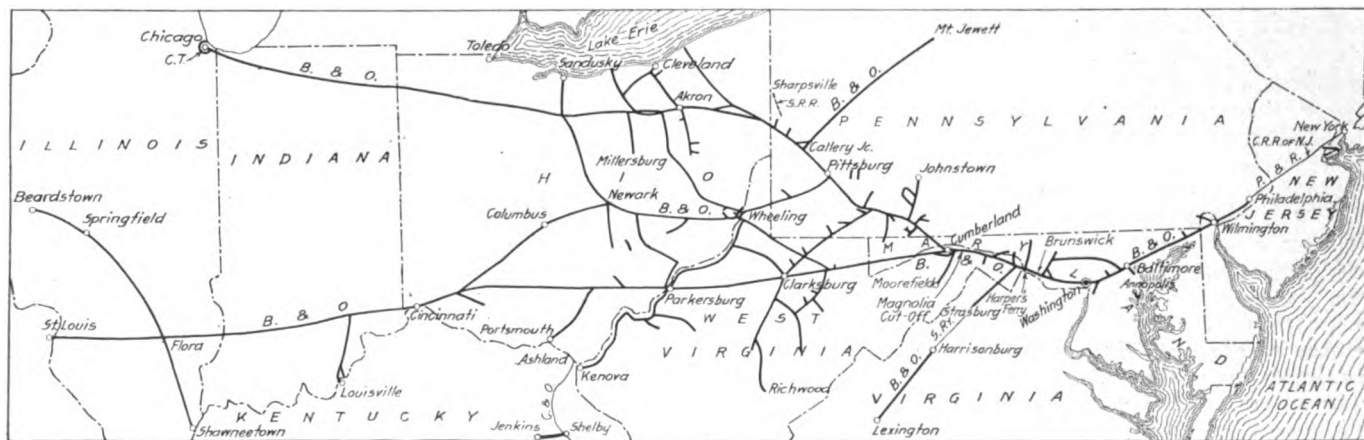 Chicago
C.T.
B. & O.
Toledo
Lake Erie
Sandusky
Cleveland
Akron
Mt. Jewett
Sharpsville
S.R.R.
B. & O.
PENNSYLVANIA
New York
C.R.R. OF N.J.
P. & R.
ILLINOIS
INDIANA
OHIO
Millersburg
Callery Jc.
Pittsburg
Johnstown
NEW
JERSEY
Philadelphia
Wilmington
Beardstown
Springfield
Columbus
Newark
B. & O.
Wheeling
Cumberland
MARYLAND
Brunswick
B. & O.
Baltimore
Annapolis
St. Louis
B. & O.
Flora
Cincinnati
Parkersburg
Clarksburg
B. & O.
Moorefield
Magnolia
Cut-Off
Strasburg
Harpers
Ferry
Washington
Portsmouth
Ashland
Kenova
WEST
VIRGINIA
Richwood
S. RY.
Harrisonburg
B. & O.
VIRGINIA
Lexington
Louisville
KENTUCKY
Shawneetown
C. & O.
Jenkins
Shelby
ATLANTIC
OCEAN